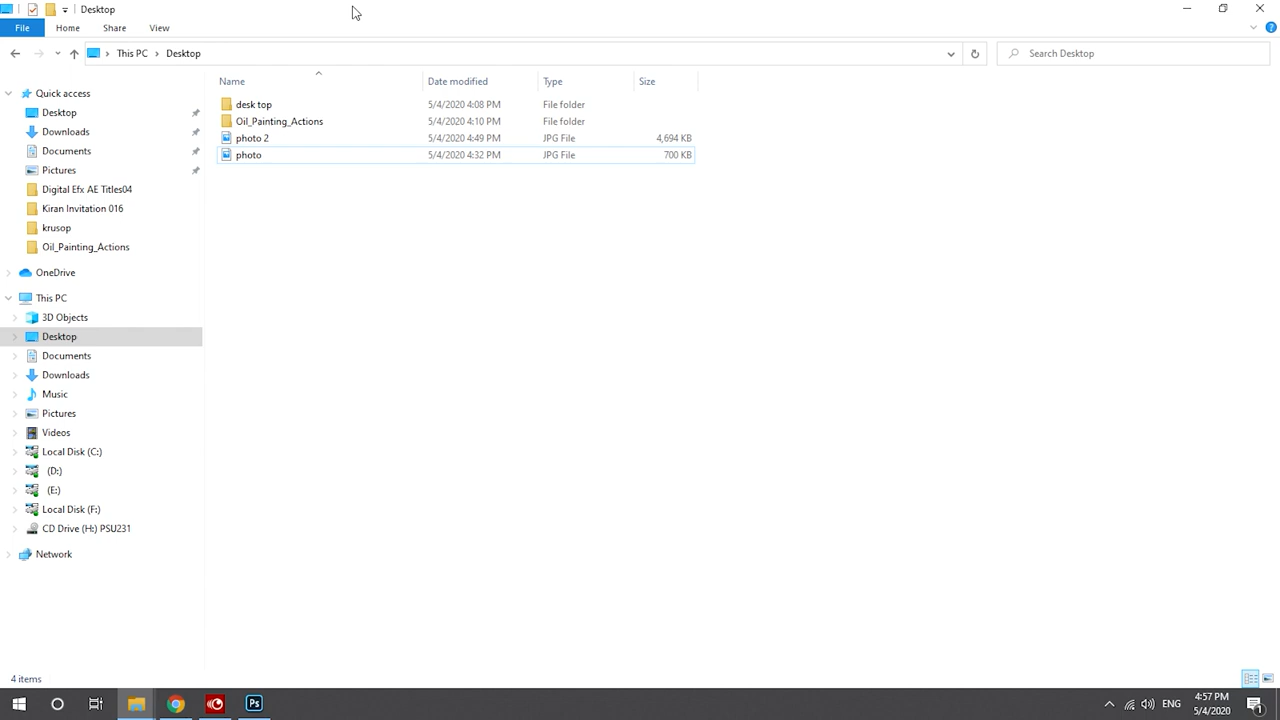 Desktop
File Home Share View
This PC Desktop Search Desktop
Name Date modified Type Size
Quick access
Desktop
Downloads
Documents
Pictures
Digital Efx AE Titles04
Kiran Invitation 016
krusop
Oil_Painting_Actions
OneDrive
This PC
3D Objects
Desktop
Documents
Downloads
Music
Pictures
Videos
Local Disk (C:)
(D:)
(E:)
Local Disk (F:)
CD Drive (H:) PSU231
Network
desk top 5/4/2020 4:08 PM File folder
Oil_Painting_Actions 5/4/2020 4:10 PM File folder
photo 2 5/4/2020 4:49 PM JPG File 4,694 KB
photo 5/4/2020 4:32 PM JPG File 700 KB
4 items
Ps
ENG
4:57 PM
5/4/2020
1